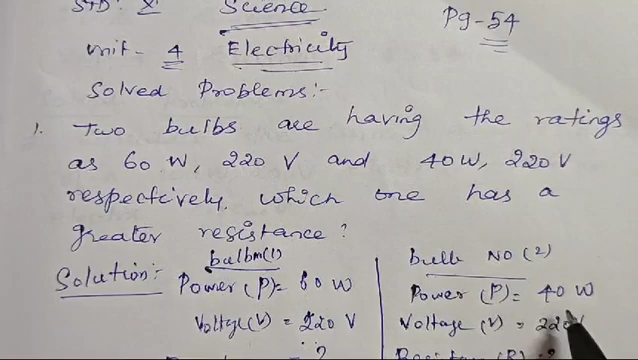 STD: X Science Pg-54
Unit - 4 Electricity
Solved Problems:-
1. Two bulbs are having the ratings
as 60 W, 220 V and 40W, 220 V
respectively. Which one has a
greater resistance?
Solution: bulb (1) bulb NO (2)
Power (P) = 60 W Power (P) = 40 W
Voltage (V) = 220 V Voltage (V) = 220V